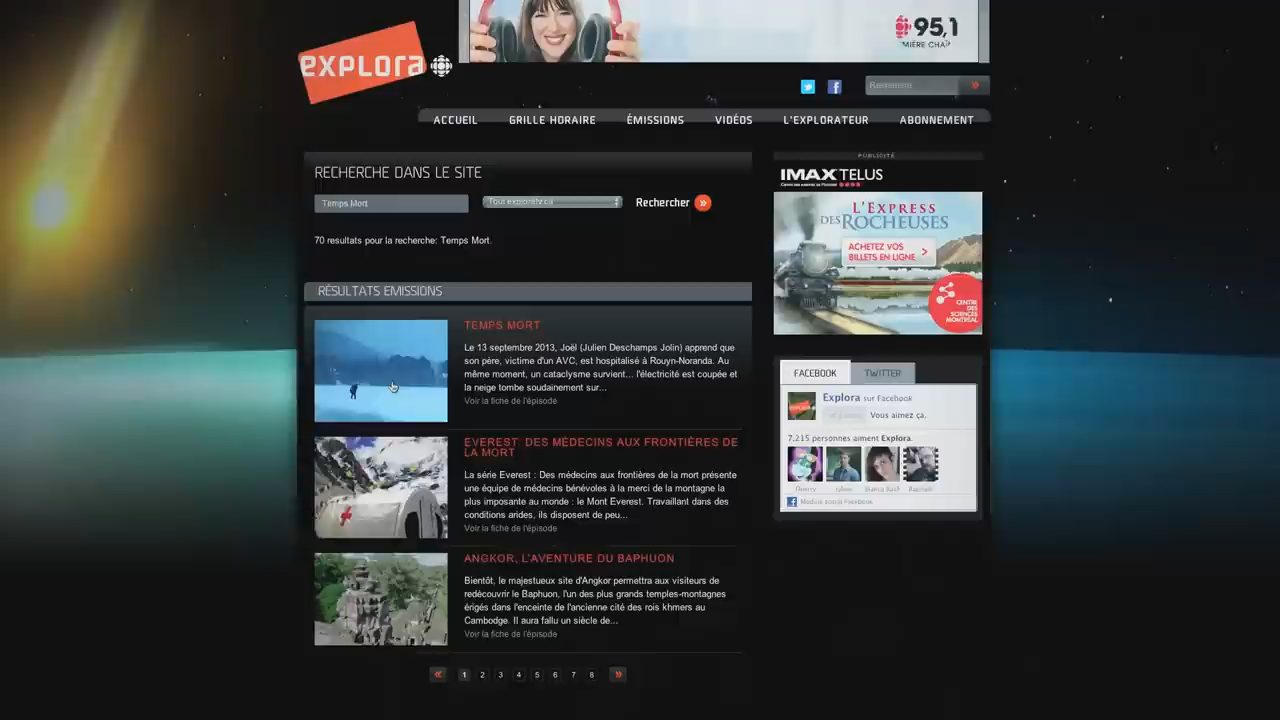 explora
95,1
ACCUEIL GRILLE HORAIRE ÉMISSIONS VIDÉOS L'EXPLORATEUR ABONNEMENT
RECHERCHE DANS LE SITE
Temps Mort
Tout exploratv.ca
Rechercher
70 resultats pour la recherche: Temps Mort.
RÉSULTATS EMISSIONS
TEMPS MORT
Le 13 septembre 2013, Joël (Julien Deschamps Jolin) apprend que
son père, victime d'un AVC, est hospitalisé à Rouyn-Noranda. Au
même moment, un cataclysme survient... l'électricité est coupée et
la neige tombe soudainement sur...
Voir la fiche de l'épisode
EVEREST: DES MÉDECINS AUX FRONTIÈRES DE
LA MORT
La série Everest : Des médecins aux frontières de la mort présente
une équipe de médecins bénévoles à la merci de la montagne la
plus imposante au monde : le Mont Everest. Travaillant dans des
conditions arides, ils disposent de peu...
Voir la fiche de l'épisode
ANGKOR, L'AVENTURE DU BAPHUON
Bientôt, le majestueux site d'Angkor permettra aux visiteurs de
redécouvrir le Baphuon, l'un des plus grands temples-montagnes
érigés dans l'enceinte de l'ancienne cité des rois khmers au
Cambodge. Il aura fallu un siècle de...
Voir la fiche de l'épisode
1 2 3 4 5 6 7 8
PUBLICITÉ
IMAX TELUS
L'EXPRESS
DES ROCHEUSES
ACHETEZ VOS
BILLETS EN LIGNE
CENTRE
DES
SCIENCES
MONTRÉAL
FACEBOOK TWITTER
Explora sur Facebook
Vous aimez ça.
7,215 personnes aiment Explora.
Thierry
Module social Facebook